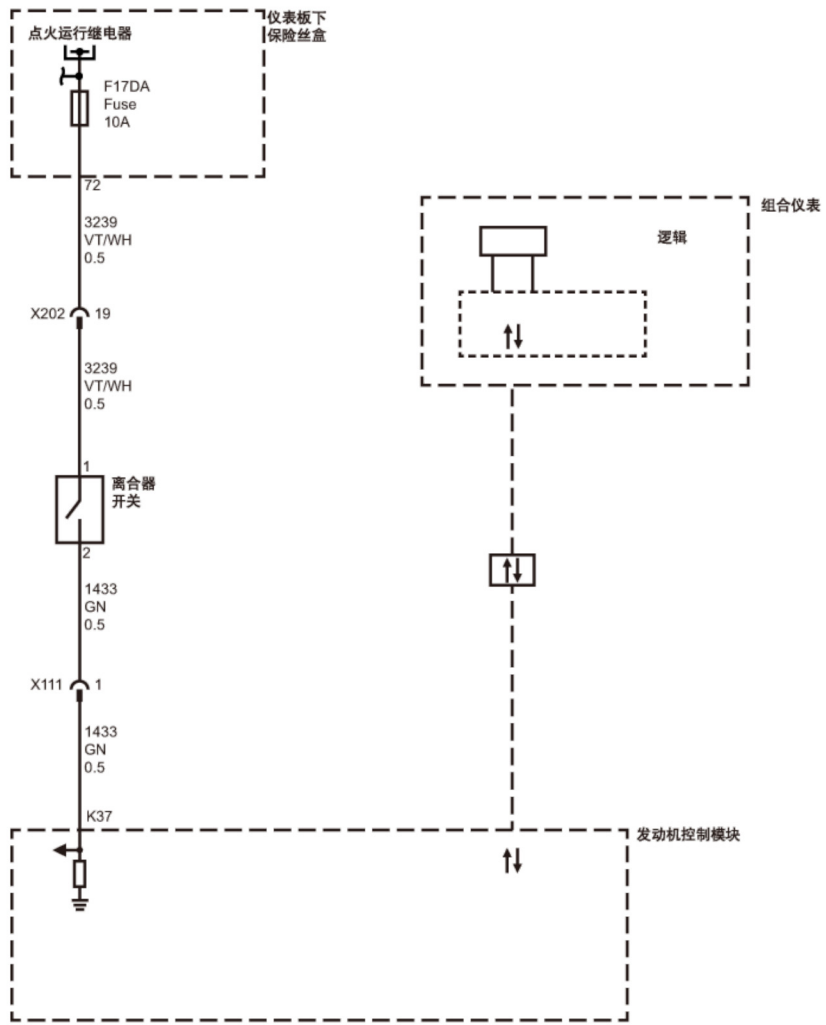 点火运行继电器
仪表板下
保险丝盒
F17DA
Fuse
10A
72
3239
VT/WH
0.5
组合仪表
逻辑
X202
19
3239
VT/WH
0.5
1
离合器
开关
2
1433
GN
0.5
X111
1
1433
GN
0.5
K37
发动机控制模块